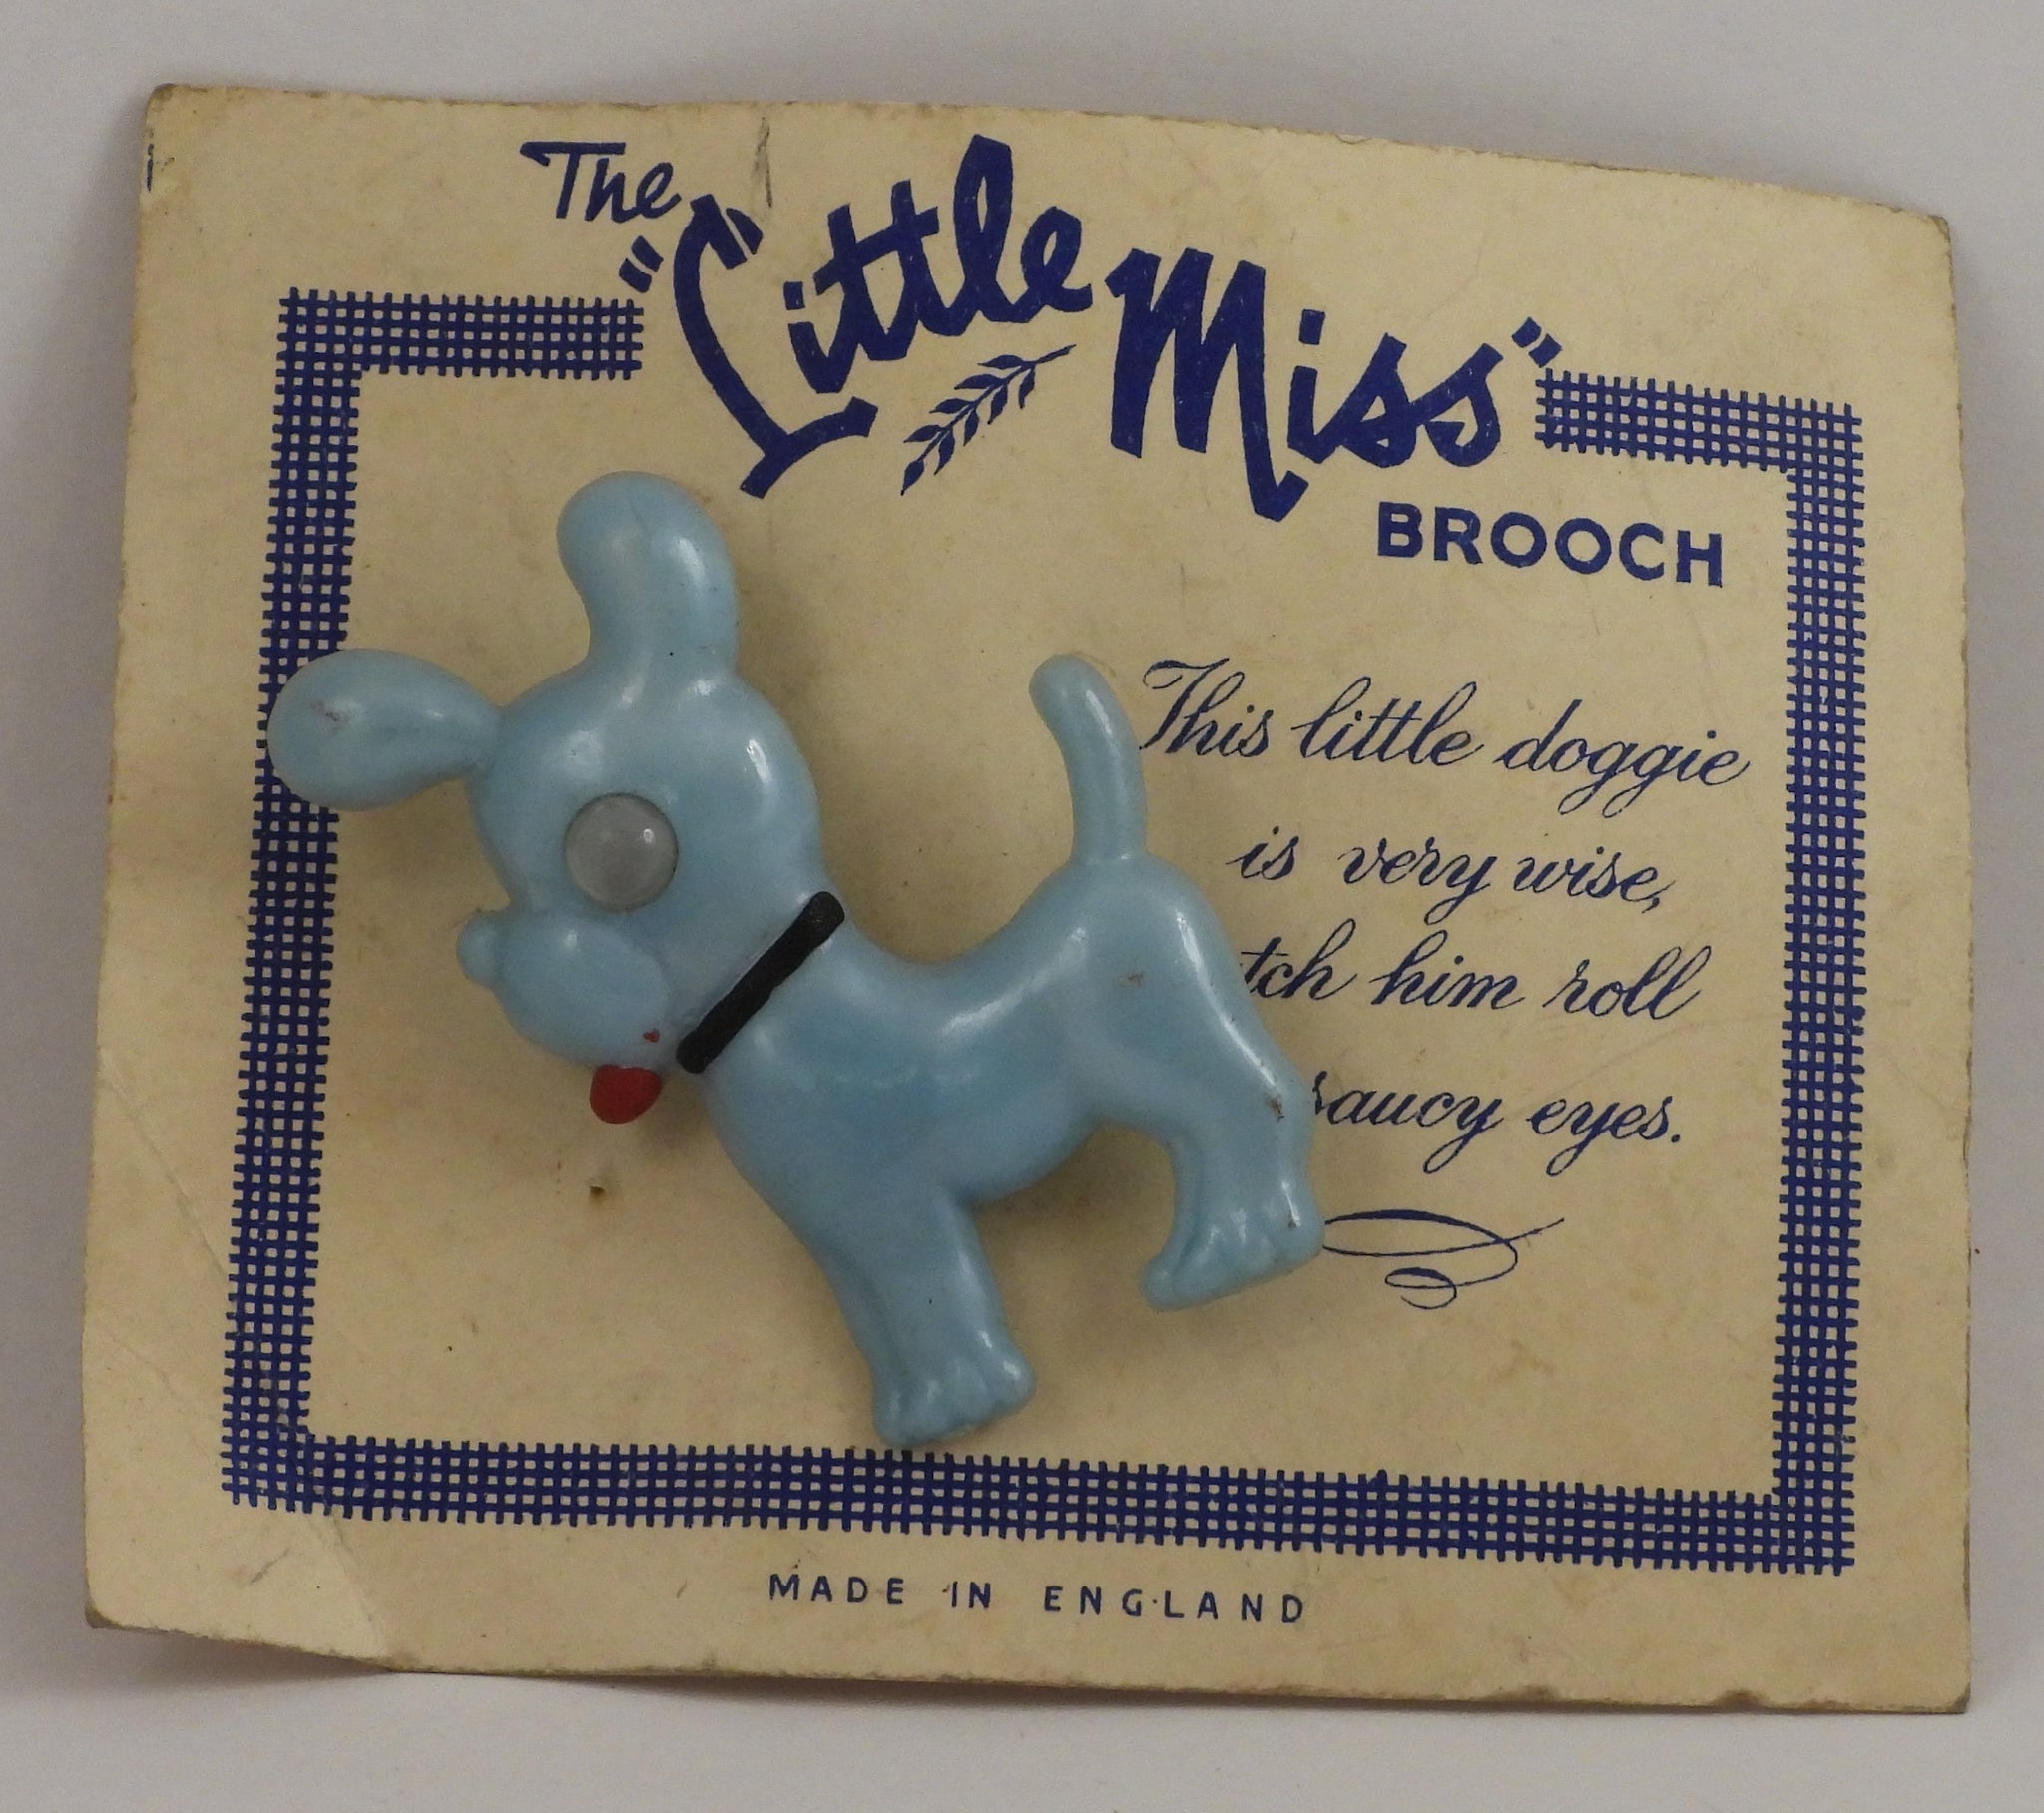 The
"Little Miss"
BROOCH
This little doggie
is very wise,
tch him roll
saucy eyes.
MADE IN ENGLAND